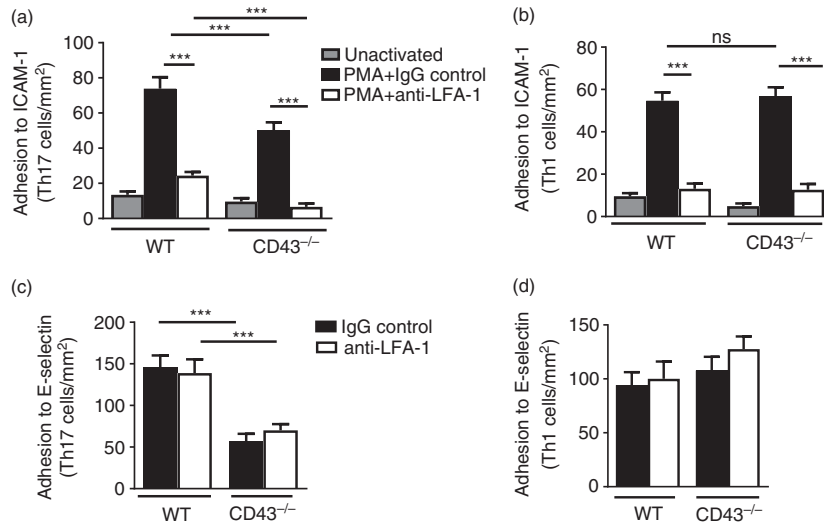 (a)
***
***
***
***
100
80
60
40
20
0
Adhesion to ICAM-1
(Th17 cells/mm²)
WT
CD43⁻/⁻
Unactivated
PMA+IgG control
PMA+anti-LFA-1
(b)
ns
***
***
80
60
40
20
0
Adhesion to ICAM-1
(Th1 cells/mm²)
WT
CD43⁻/⁻
(c)
***
***
200
150
100
50
0
Adhesion to E-selectin
(Th17 cells/mm²)
WT
CD43⁻/⁻
IgG control
anti-LFA-1
(d)
150
100
50
0
Adhesion to E-selectin
(Th1 cells/mm²)
WT
CD43⁻/⁻